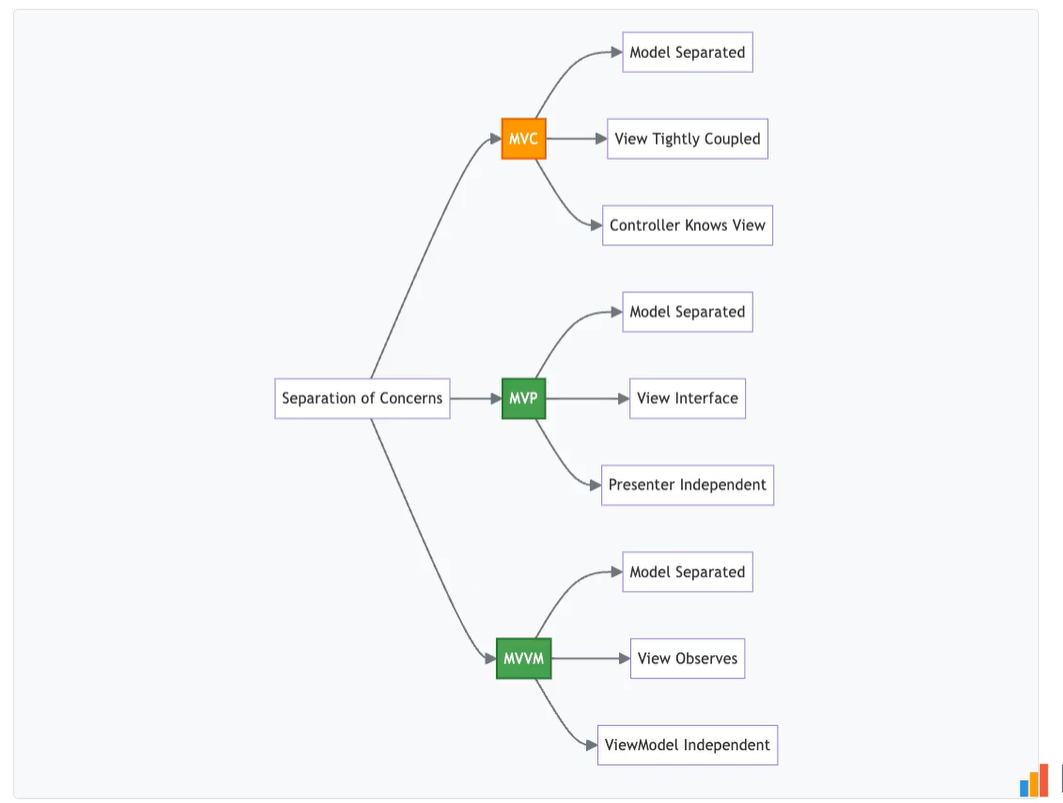 Model Separated
MVC
View Tightly Coupled
Controller Knows View
Model Separated
Separation of Concerns
MVP
View Interface
Presenter Independent
Model Separated
MVVM
View Observes
ViewModel Independent